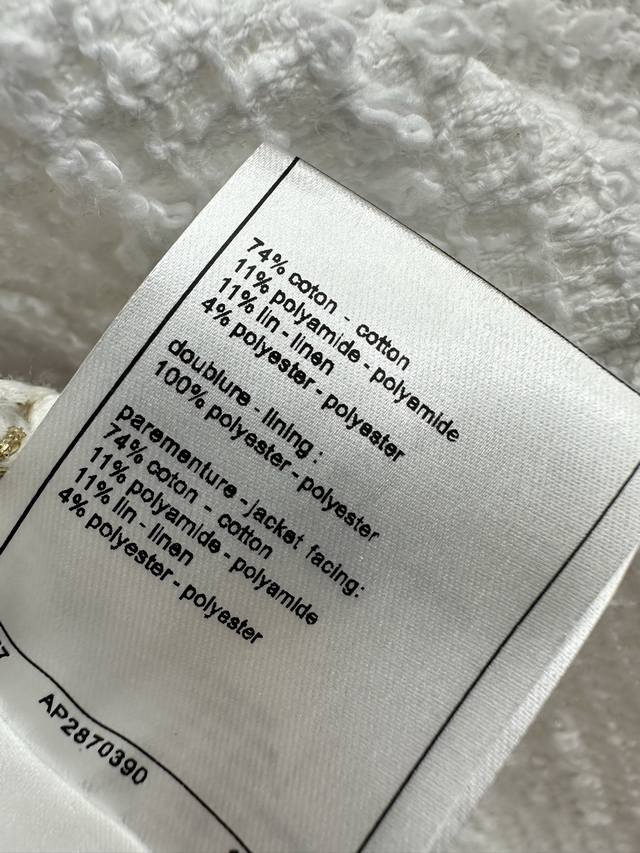 74% coton - cotton
11% polyamide - polyamide
11% lin - linen
4% polyester - polyester
doublure - lining :
100% polyester - polyester
parementure - jacket facing:
74% coton - cotton
11% polyamide - polyamide
11% lin - linen
4% polyester - polyester
AP2870390